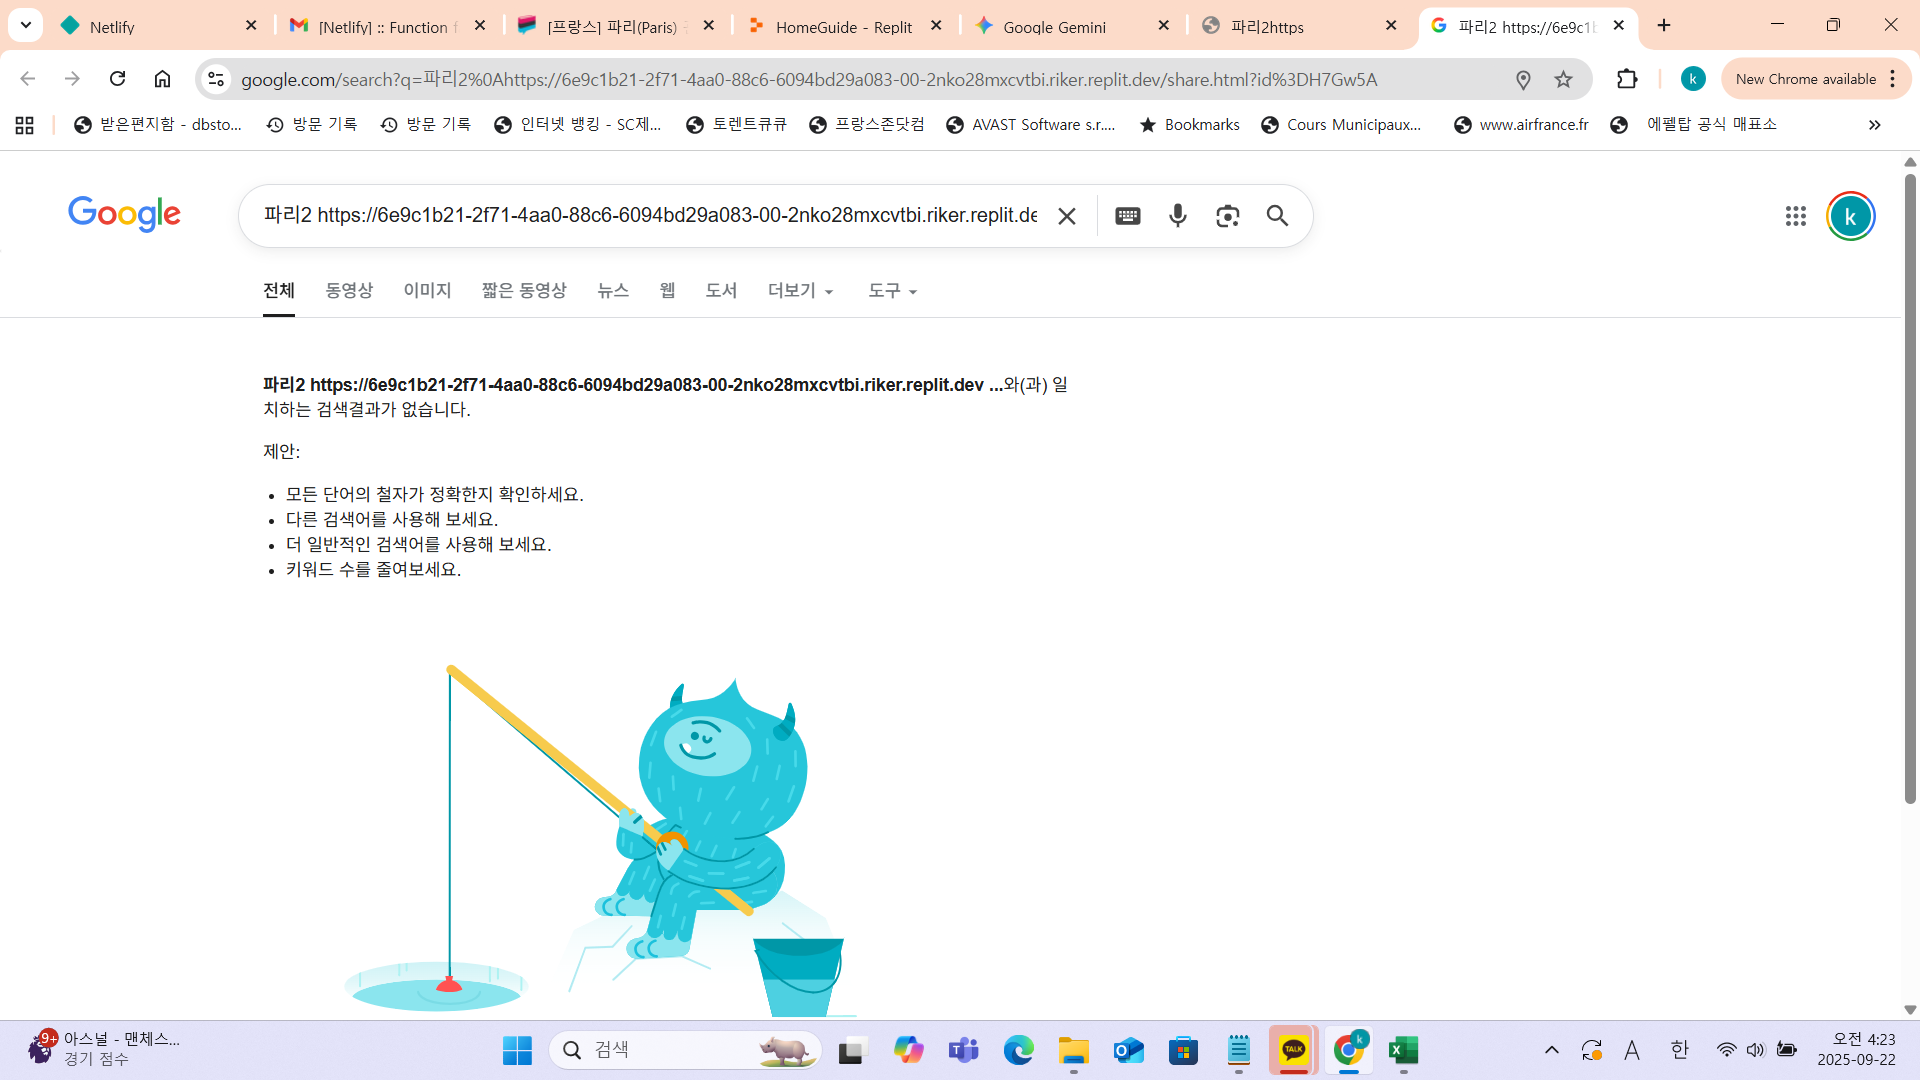 Netlify
[Netlify] :: Function f
[프랑스] 파리(Paris)
HomeGuide - Replit
Google Gemini
파리2https
파리2 https://6e9c1b
google.com/search?q=파리2%0Ahttps://6e9c1b21-2f71-4aa0-88c6-6094bd29a083-00-2nko28mxcvtbi.riker.replit.dev/share.html?id%3DH7Gw5A
k
New Chrome available
받은편지함 - dbsto...
방문 기록
방문 기록
인터넷 뱅킹 - SC제...
토렌트큐큐
프랑스존닷컴
AVAST Software s.r....
Bookmarks
Cours Municipaux...
www.airfrance.fr
에펠탑 공식 매표소
Google
파리2 https://6e9c1b21-2f71-4aa0-88c6-6094bd29a083-00-2nko28mxcvtbi.riker.replit.de
k
전체
동영상
이미지
짧은 동영상
뉴스
웹
도서
더보기
도구
파리2 https://6e9c1b21-2f71-4aa0-88c6-6094bd29a083-00-2nko28mxcvtbi.riker.replit.dev ...와(과) 일
치하는 검색결과가 없습니다.
제안:
모든 단어의 철자가 정확한지 확인하세요.
다른 검색어를 사용해 보세요.
더 일반적인 검색어를 사용해 보세요.
키워드 수를 줄여보세요.
9+
아스널 - 맨체스...
경기 점수
검색
TALK
k
A
한
오전 4:23
2025-09-22